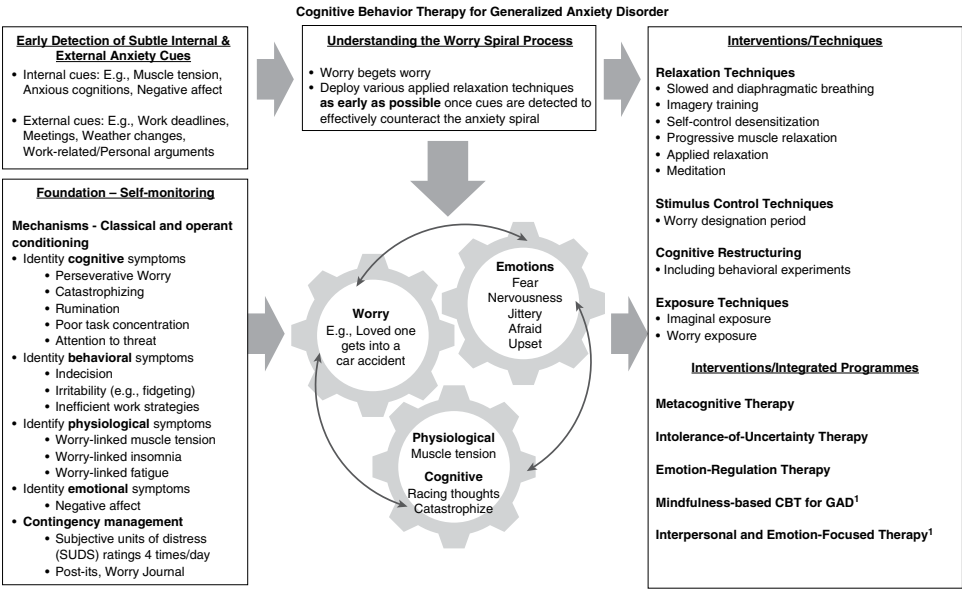 Cognitive Behavior Therapy for Generalized Anxiety Disorder
Early Detection of Subtle Internal &
External Anxiety Cues
• Internal cues: E.g., Muscle tension,
Anxious cognitions, Negative affect
• External cues: E.g., Work deadlines,
Meetings, Weather changes,
Work-related/Personal arguments
Foundation – Self-monitoring
Mechanisms - Classical and operant
conditioning
• Identity cognitive symptoms
• Perseverative Worry
• Catastrophizing
• Rumination
• Poor task concentration
• Attention to threat
• Identify behavioral symptoms
• Indecision
• Irritability (e.g., fidgeting)
• Inefficient work strategies
• Identify physiological symptoms
• Worry-linked muscle tension
• Worry-linked insomnia
• Worry-linked fatigue
• Identity emotional symptoms
• Negative affect
• Contingency management
• Subjective units of distress
(SUDS) ratings 4 times/day
• Post-its, Worry Journal
Understanding the Worry Spiral Process
• Worry begets worry
• Deploy various applied relaxation techniques
as early as possible once cues are detected to
effectively counteract the anxiety spiral
Worry
E.g., Loved one
gets into a
car accident
Emotions
Fear
Nervousness
Jittery
Afraid
Upset
Physiological
Muscle tension
Cognitive
Racing thoughts
Catastrophize
Interventions/Techniques
Relaxation Techniques
• Slowed and diaphragmatic breathing
• Imagery training
• Self-control desensitization
• Progressive muscle relaxation
• Applied relaxation
• Meditation
Stimulus Control Techniques
• Worry designation period
Cognitive Restructuring
• Including behavioral experiments
Exposure Techniques
• Imaginal exposure
• Worry exposure
Interventions/Integrated Programmes
Metacognitive Therapy
Intolerance-of-Uncertainty Therapy
Emotion-Regulation Therapy
Mindfulness-based CBT for GAD¹
Interpersonal and Emotion-Focused Therapy¹